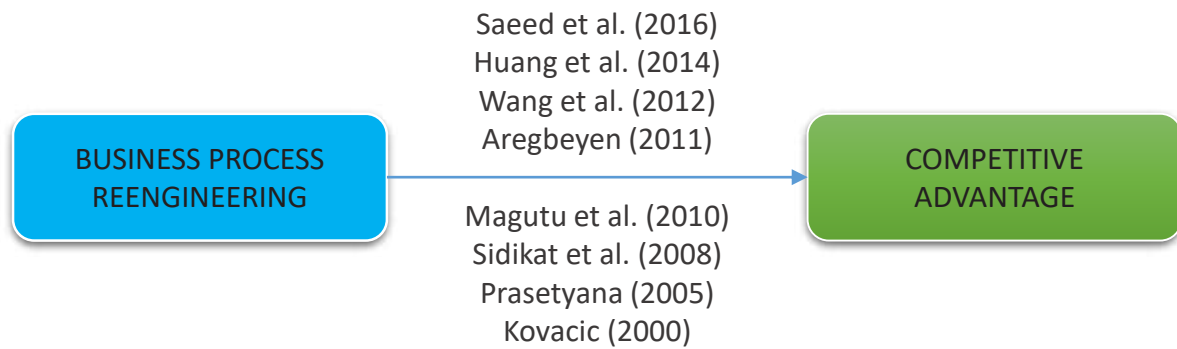 Saeed et al. (2016)
Huang et al. (2014)
Wang et al. (2012)
Aregbeyen (2011)
BUSINESS PROCESS
REENGINEERING
COMPETITIVE
ADVANTAGE
Magutu et al. (2010)
Sidikat et al. (2008)
Prasetyana (2005)
Kovacic (2000)